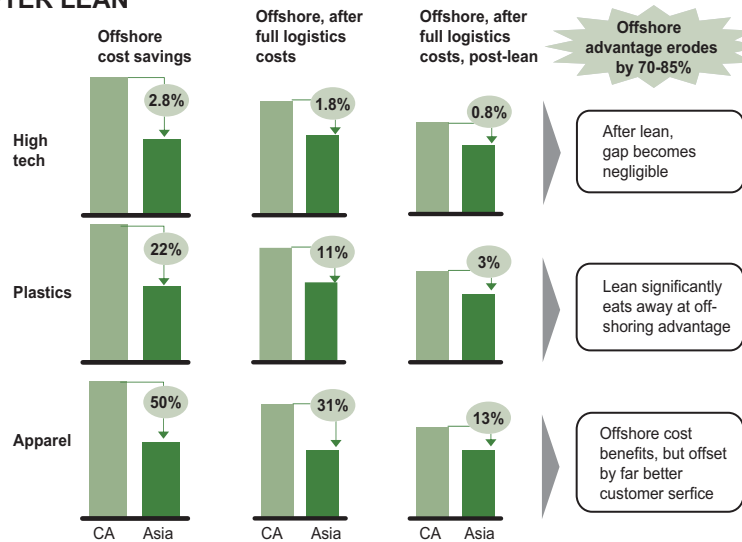 TER LEAN
Offshore
cost savings
Offshore, after
full logistics
costs
Offshore, after
full logistics
costs, post-lean
Offshore
advantage erodes
by 70-85%
High
tech
2.8%
1.8%
0.8%
After lean,
gap becomes
negligible
Plastics
22%
11%
3%
Lean significantly
eats away at off-
shoring advantage
Apparel
50%
31%
13%
Offshore cost
benefits, but offset
by far better
customer serfice
CA Asia
CA Asia
CA Asia